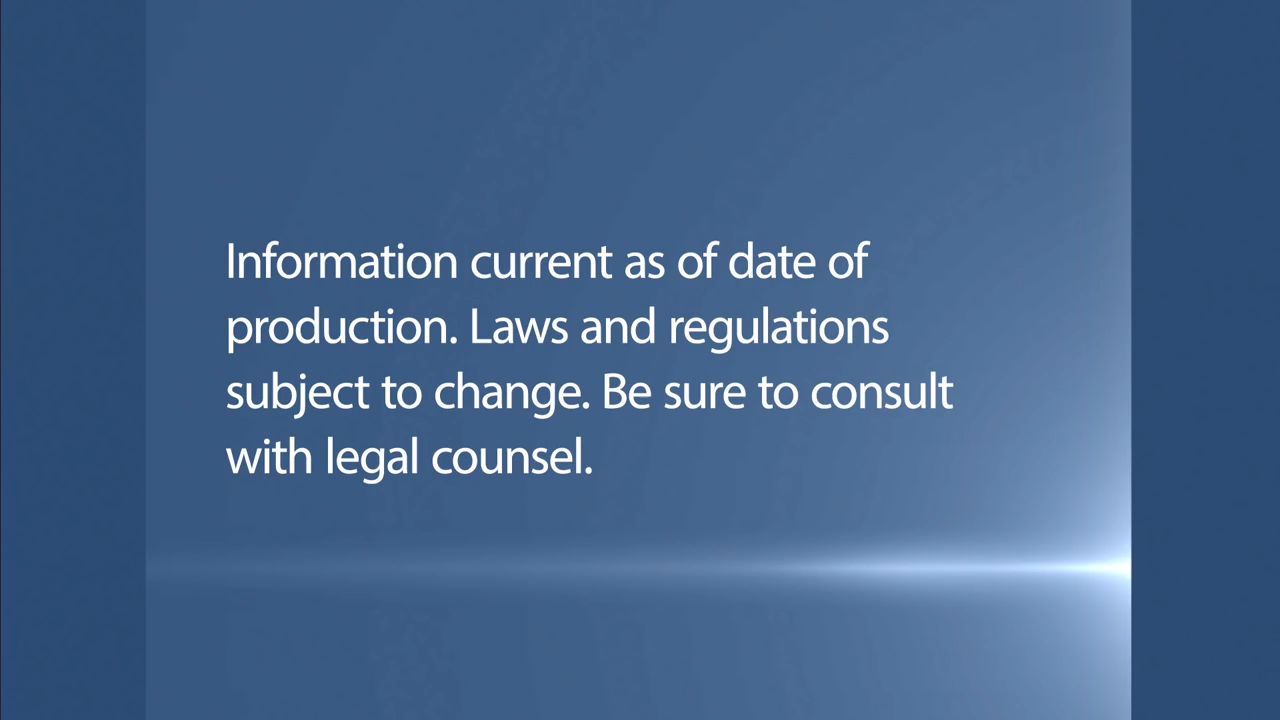 Information current as of date of
production. Laws and regulations
subject to change. Be sure to consult
with legal counsel.